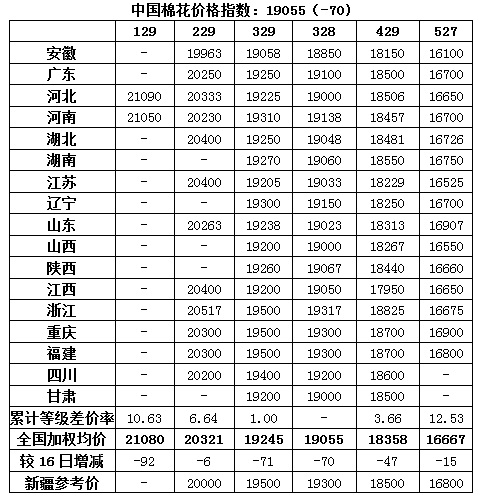 中国棉花价格指数：19055（-70）
129 229 329 328 429 527
安徽 - 19963 19058 18850 18150 16100
广东 - 20250 19250 19100 18500 16700
河北 21090 20333 19225 19000 18506 16650
河南 21050 20230 19310 19138 18457 16700
湖北 - 20400 19250 19048 18481 16726
湖南 - - 19270 19060 18550 16750
江苏 - 20400 19205 19033 18229 16525
辽宁 - - 19300 19150 18250 16700
山东 - 20263 19238 19023 18313 16907
山西 - - 19200 19000 18267 16550
陕西 - - 19260 19067 18440 16660
江西 - 20400 19200 19050 17950 16650
浙江 - 20517 19500 19317 18825 16675
重庆 - 20300 19500 19300 18700 16900
福建 - 20300 19500 19300 18700 16800
四川 - 20200 19400 19200 18600 -
甘肃 - - 19200 19000 18500 -
累计等级差价率 10.63 6.64 1.00 - 3.66 12.53
全国加权均价 21080 20321 19245 19055 18358 16667
较16日增减 -92 -6 -71 -70 -47 -15
新疆参考价 - 20000 19500 19300 18500 16800